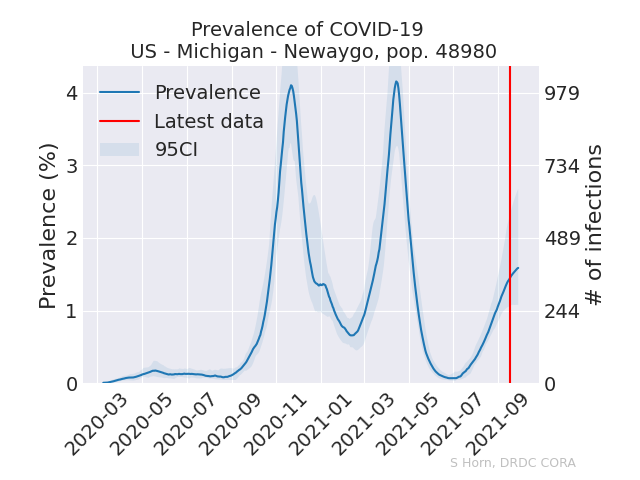 Prevalence of COVID-19
US - Michigan - Newaygo, pop. 48980
Prevalence
Latest data
95CI
Prevalence (%)
4
3
2
1
0
979
734
489
244
0
# of infections
2020-03
2020-05
2020-07
2020-09
2020-11
2021-01
2021-03
2021-05
2021-07
2021-09
S Horn, DRDC CORA